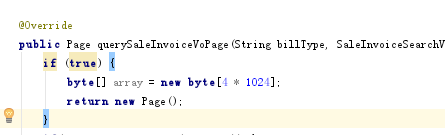 @Override
public Page querySaleInvoiceVoPage(String billType, SaleInvoiceSearchV
if (true) {
byte[] array = new byte[4 * 1024];
return new Page();
}